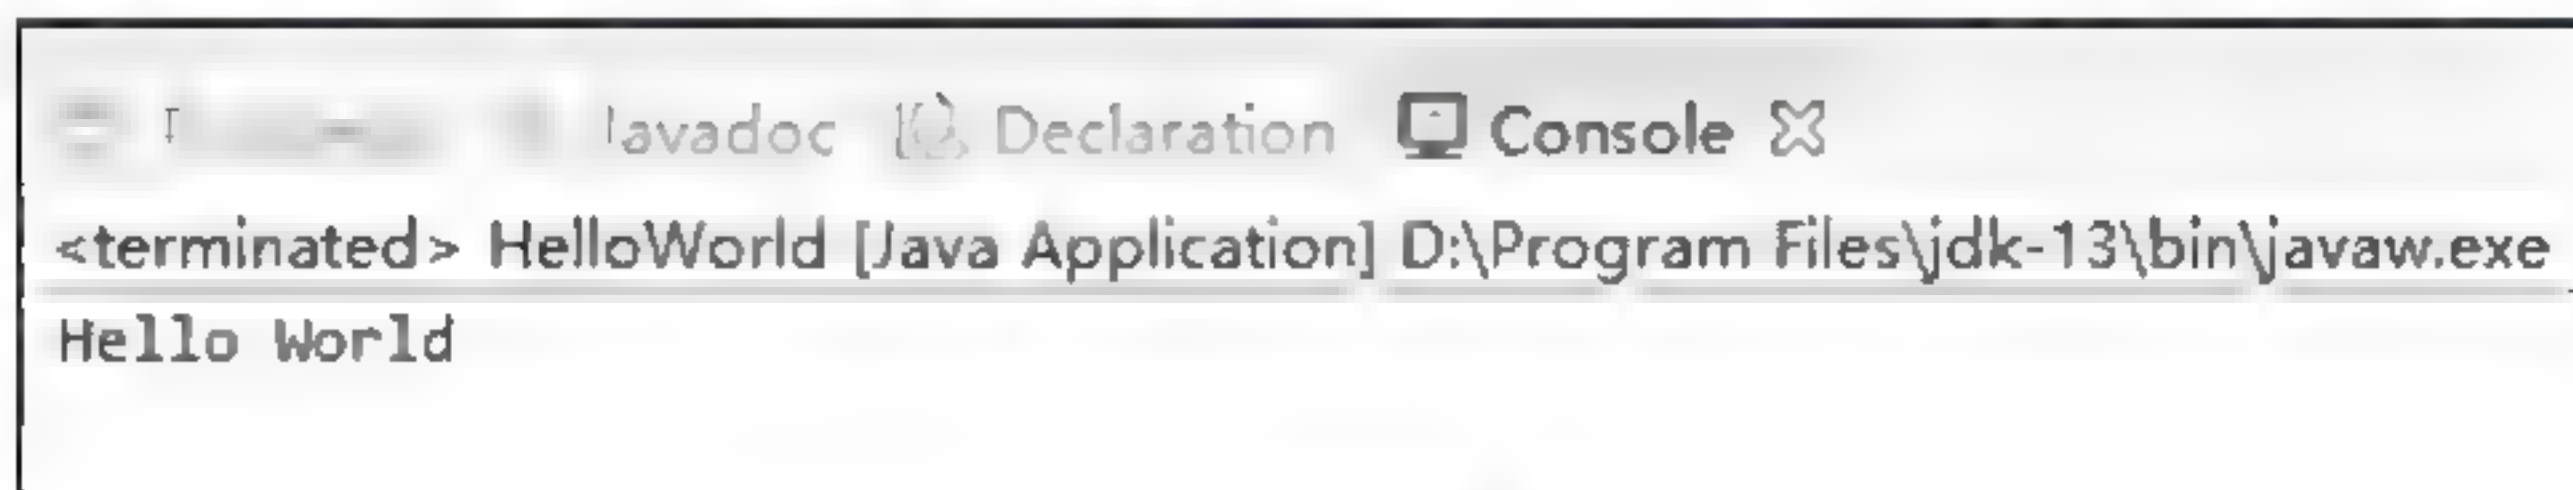 Javadoc Declaration Console
<terminated> HelloWorld [Java Application] D:\Program Files\jdk-13\bin\javaw.exe
Hello World